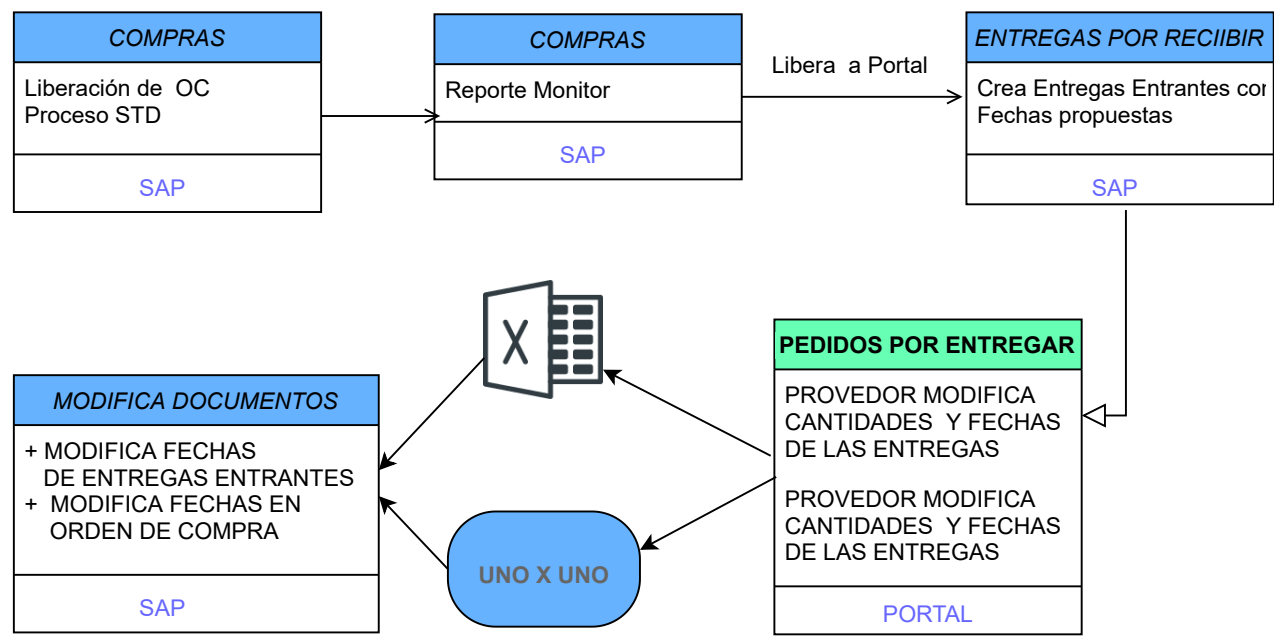 COMPRAS
Liberación de  OC
Proceso STD
SAP
COMPRAS
Reporte Monitor
SAP
Libera  a Portal
ENTREGAS POR RECIIBIR
Crea Entregas Entrantes cor
Fechas propuestas
SAP
PEDIDOS POR ENTREGAR
PROVEDOR MODIFICA
CANTIDADES  Y FECHAS
DE LAS ENTREGAS
PROVEDOR MODIFICA
CANTIDADES  Y FECHAS
DE LAS ENTREGAS
PORTAL
X
UNO X UNO
MODIFICA DOCUMENTOS
+ MODIFICA FECHAS
DE ENTREGAS ENTRANTES
+  MODIFICA FECHAS EN
ORDEN DE COMPRA
SAP